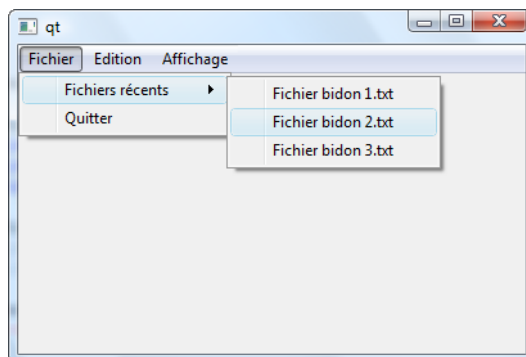 qt
Fichier Edition Affichage
Fichiers récents
Quitter
Fichier bidon 1.txt
Fichier bidon 2.txt
Fichier bidon 3.txt